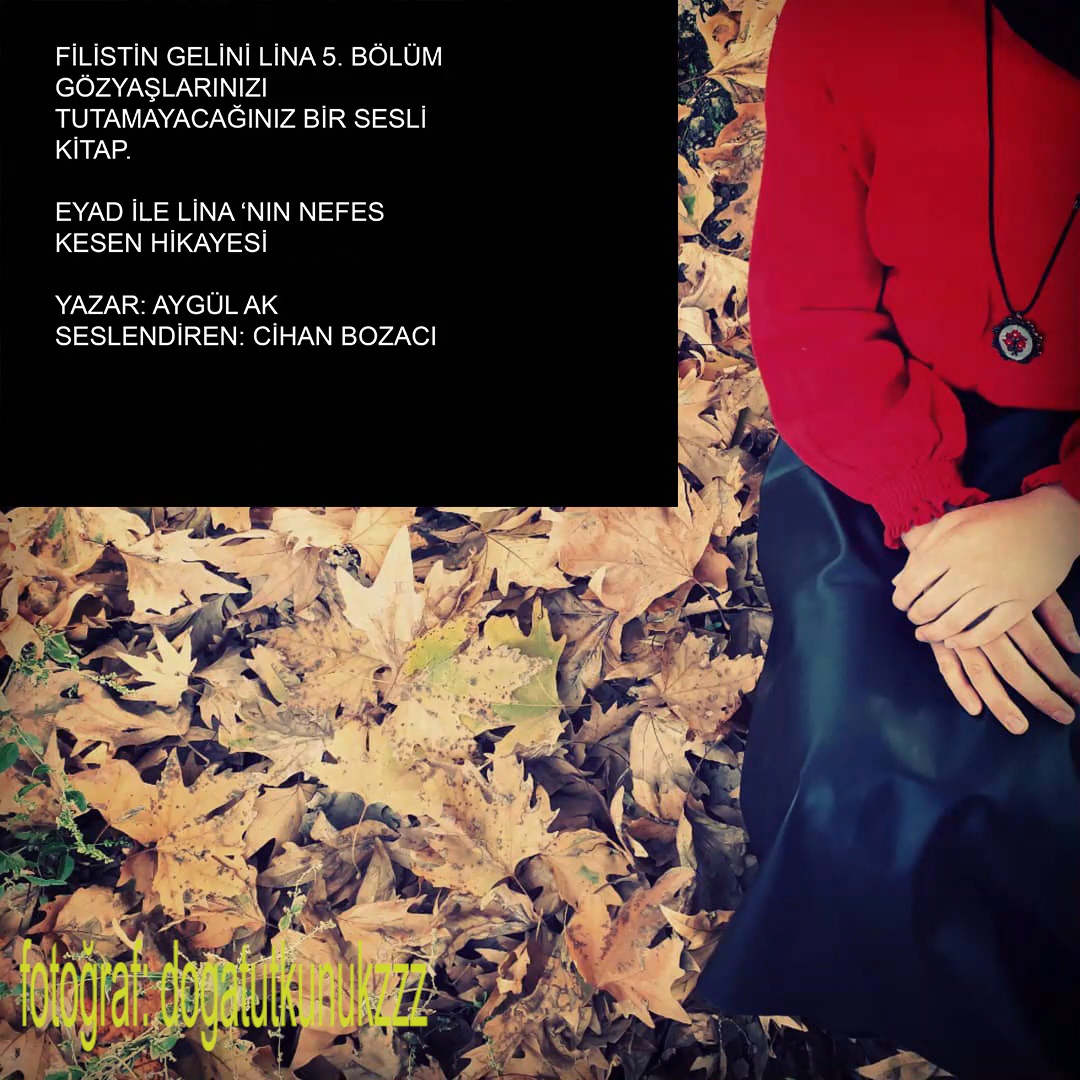 FİLİSTİN GELİNİ LİNA 5. BÖLÜM
GÖZYAŞLARINIZI
TUTAMAYACAĞINIZ BİR SESLİ
KİTAP.
EYAD İLE LİNA ‘NIN NEFES
KESEN HİKAYESİ
YAZAR: AYGÜL AK
SESLENDİREN: CİHAN BOZACI
fotoğraf: dogatutkunukzzz